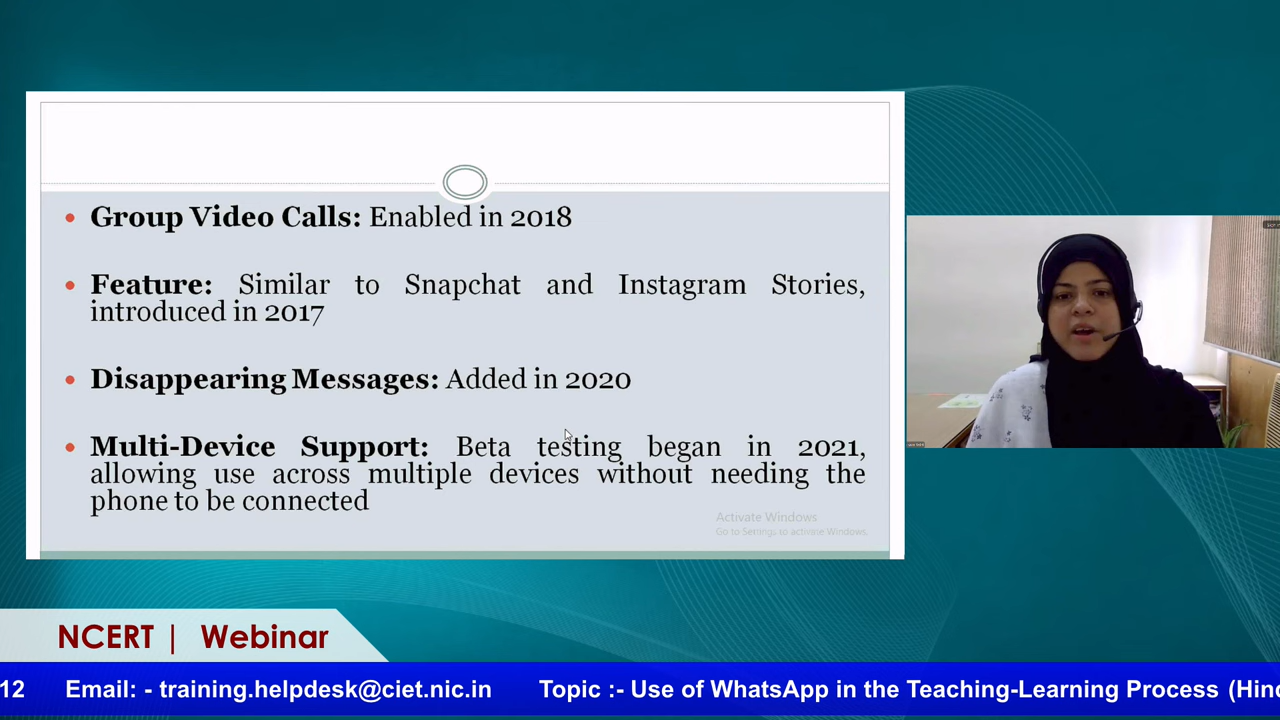 Group Video Calls: Enabled in 2018
Feature: Similar to Snapchat and Instagram Stories,
introduced in 2017
Disappearing Messages: Added in 2020
Multi-Device Support: Beta testing began in 2021,
allowing use across multiple devices without needing the
phone to be connected
Activate Windows
Go to Settings to activate Windows.
NCERT | Webinar
12 Email: - training.helpdesk@ciet.nic.in Topic :- Use of WhatsApp in the Teaching-Learning Process (Hind